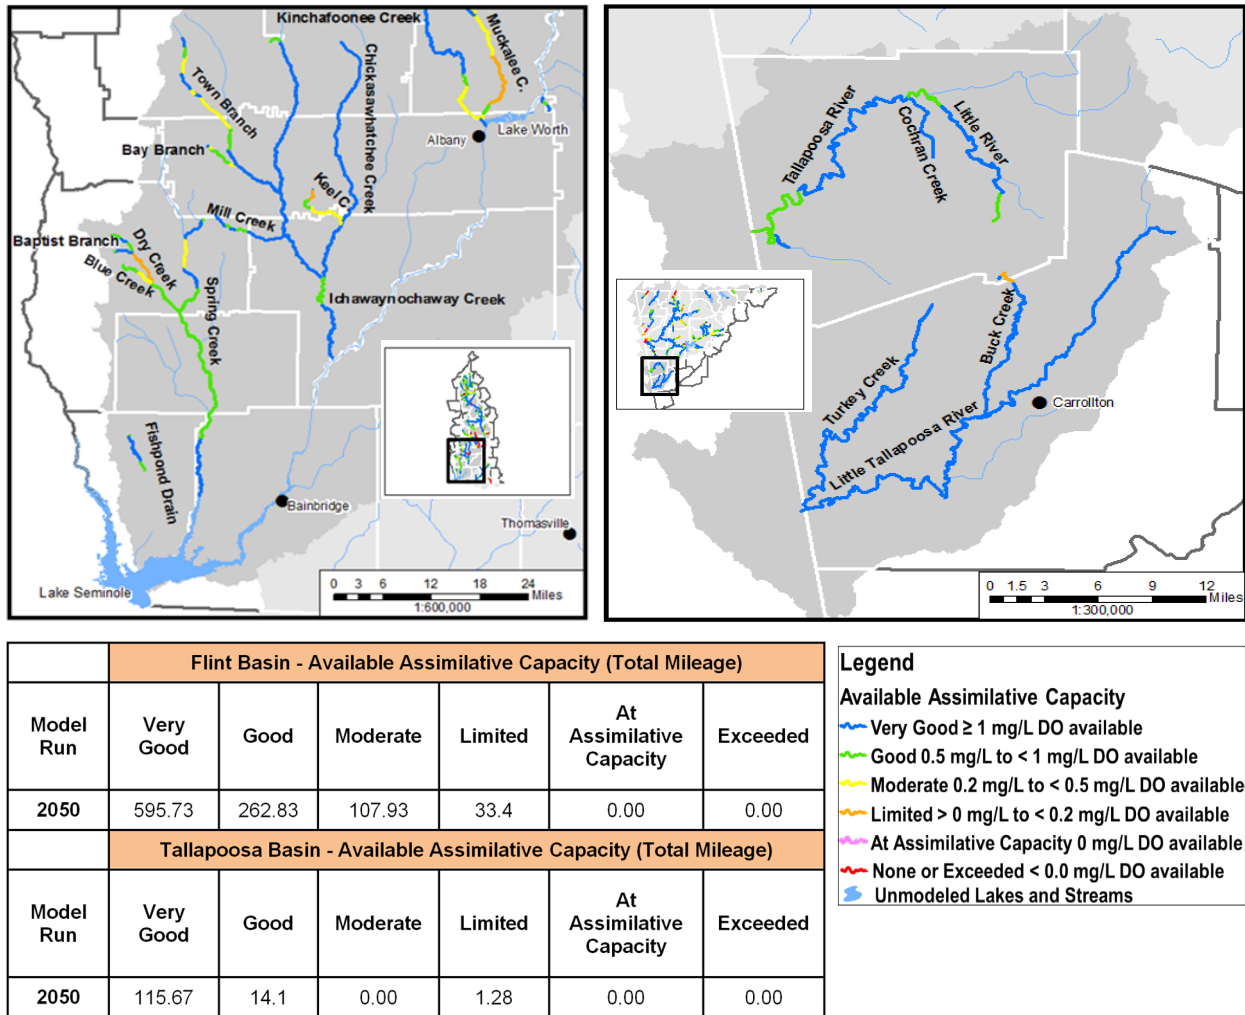 Kinchafoonee Creek
Muckalee C.
Chickasawhatchee Creek
Town Branch
Albany
Lake Worth
Bay Branch
Keel C.
Mill Creek
Baptist Branch
Dry Creek
Blue Creek
Spring Creek
Ichawaynochaway Creek
Fishpond Drain
Bainbridge
Thomasville
Lake Seminole
0 3 6 12 18 24
Miles
1:600,000
Tallapoosa River
Cochran Creek
Little River
Buck Creek
Turkey Creek
Carrollton
Little Tallapoosa River
0 1.5 3 6 9 12
Miles
1:300,000
Flint Basin - Available Assimilative Capacity (Total Mileage)
Model Run Very Good Good Moderate Limited At Assimilative Capacity Exceeded
2050 595.73 262.83 107.93 33.4 0.00 0.00
Tallapoosa Basin - Available Assimilative Capacity (Total Mileage)
Model Run Very Good Good Moderate Limited At Assimilative Capacity Exceeded
2050 115.67 14.1 0.00 1.28 0.00 0.00
Legend
Available Assimilative Capacity
Very Good ≥ 1 mg/L DO available
Good 0.5 mg/L to < 1 mg/L DO available
Moderate 0.2 mg/L to < 0.5 mg/L DO available
Limited > 0 mg/L to < 0.2 mg/L DO available
At Assimilative Capacity 0 mg/L DO available
None or Exceeded < 0.0 mg/L DO available
Unmodeled Lakes and Streams